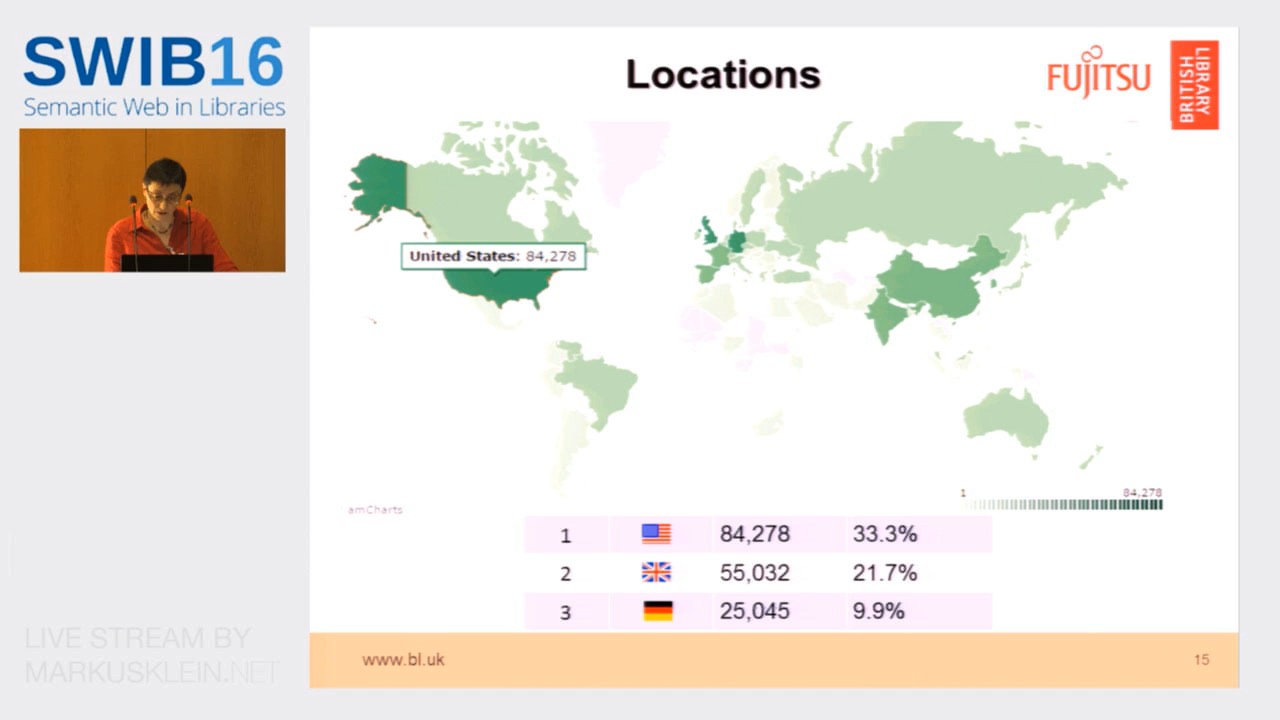 SWIB16
Semantic Web in Libraries
Locations
FUJITSU
BRITISH
LIBRARY
United States: 84,278
1
84,278
amCharts
1 84,278 33.3%
2 55,032 21.7%
3 25,045 9.9%
www.bl.uk
15
LIVE STREAM BY
MARKUSKLEIN.NET